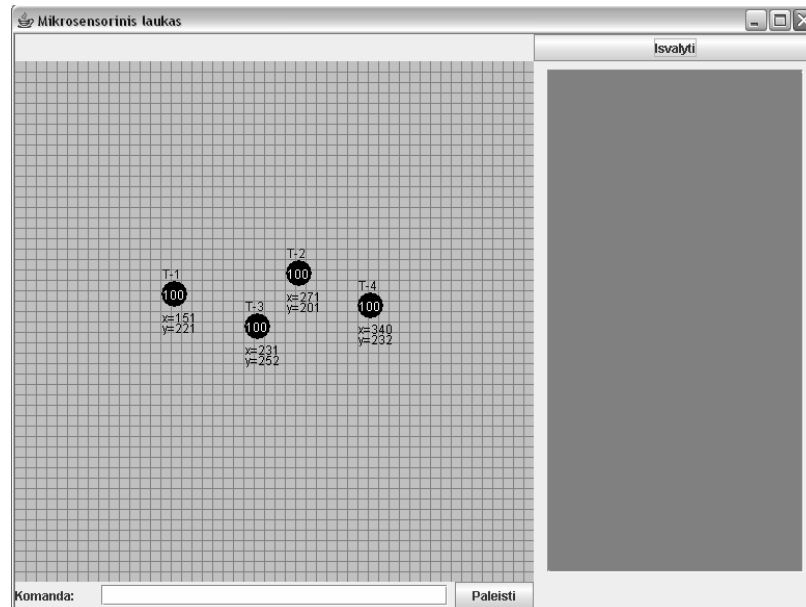 Mikrosensorinis laukas
Isvalyti
T-1
100
x=151
y=221
T-2
100
x=271
y=201
T-3
100
x=231
y=252
T-4
100
x=340
y=232
Komanda:
Paleisti